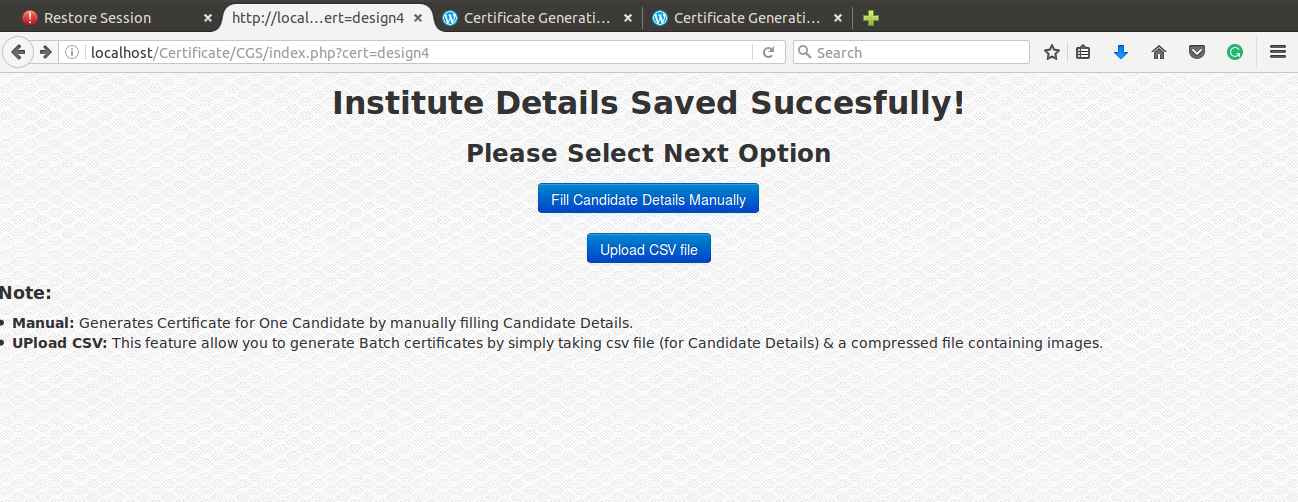 Restore Session
http://local...ert=design4
Certificate Generati...
Certificate Generati...
localhost/Certificate/CGS/index.php?cert=design4
Search
Institute Details Saved Succesfully!
Please Select Next Option
Fill Candidate Details Manually
Upload CSV file
Note:
Manual: Generates Certificate for One Candidate by manually filling Candidate Details.
UPload CSV: This feature allow you to generate Batch certificates by simply taking csv file (for Candidate Details) & a compressed file containing images.